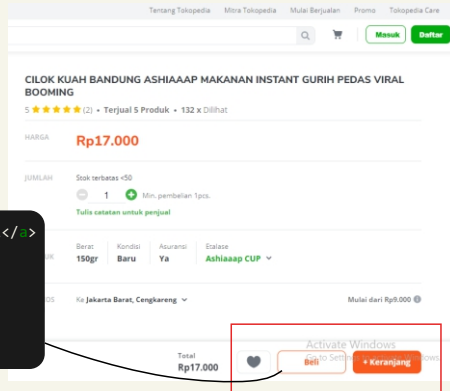 Tentang Tokopedia Mitra Tokopedia Mulai Berjualan Promo Tokopedia Care
Masuk Daftar
CILOK KUAH BANDUNG ASHIAAAP MAKANAN INSTANT GURIH PEDAS VIRAL
BOOMING
5 (2) • Terjual 5 Produk • 132 x Dilihat
HARGA Rp17.000
JUMLAH Stok terbatas <50
1 Min. pembelian 1pcs.
Tulis catatan untuk penjual
</a>
Berat Kondisi Asuransi Etalase
UK 150gr Baru Ya Ashiaaap CUP
OS Ke Jakarta Barat, Cengkareng Mulai dari Rp9.000
Activate Windows
Total
Rp17.000 Beli + Keranjang